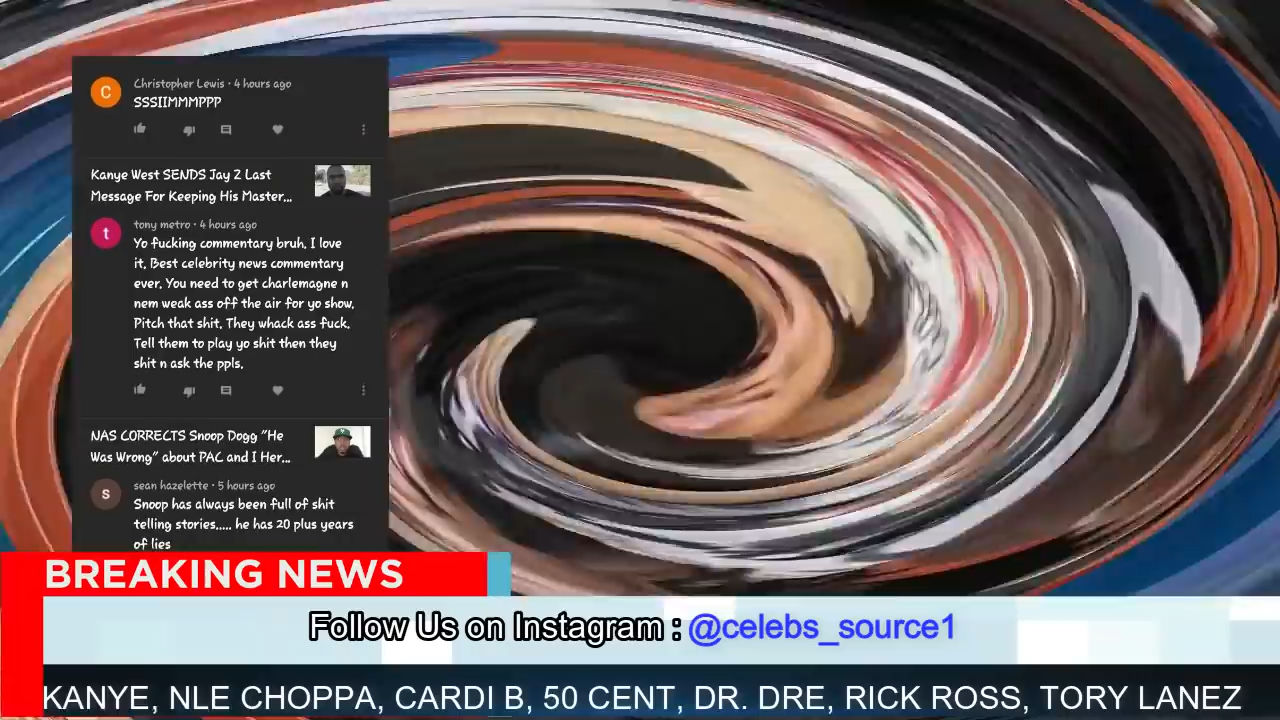 Christopher Lewis · 4 hours ago
SSSIIMMMPPP
Kanye West SENDS Jay Z Last
Message For Keeping His Master...
tony metro · 4 hours ago
Yo fucking commentary bruh. I love
it. Best celebrity news commentary
ever. You need to get charlemagne n
nem weak ass off the air for yo show.
Pitch that shit. They whack ass fuck.
Tell them to play yo shit then they
shit n ask the ppls.
NAS CORRECTS Snoop Dogg "He
Was Wrong" about PAC and I Her...
sean hazelette · 5 hours ago
Snoop has always been full of shit
telling stories..... he has 20 plus years
of lies
BREAKING NEWS
Follow Us on Instagram : @celebs_source1
KANYE, NLE CHOPPA, CARDI B, 50 CENT, DR. DRE, RICK ROSS, TORY LANEZ